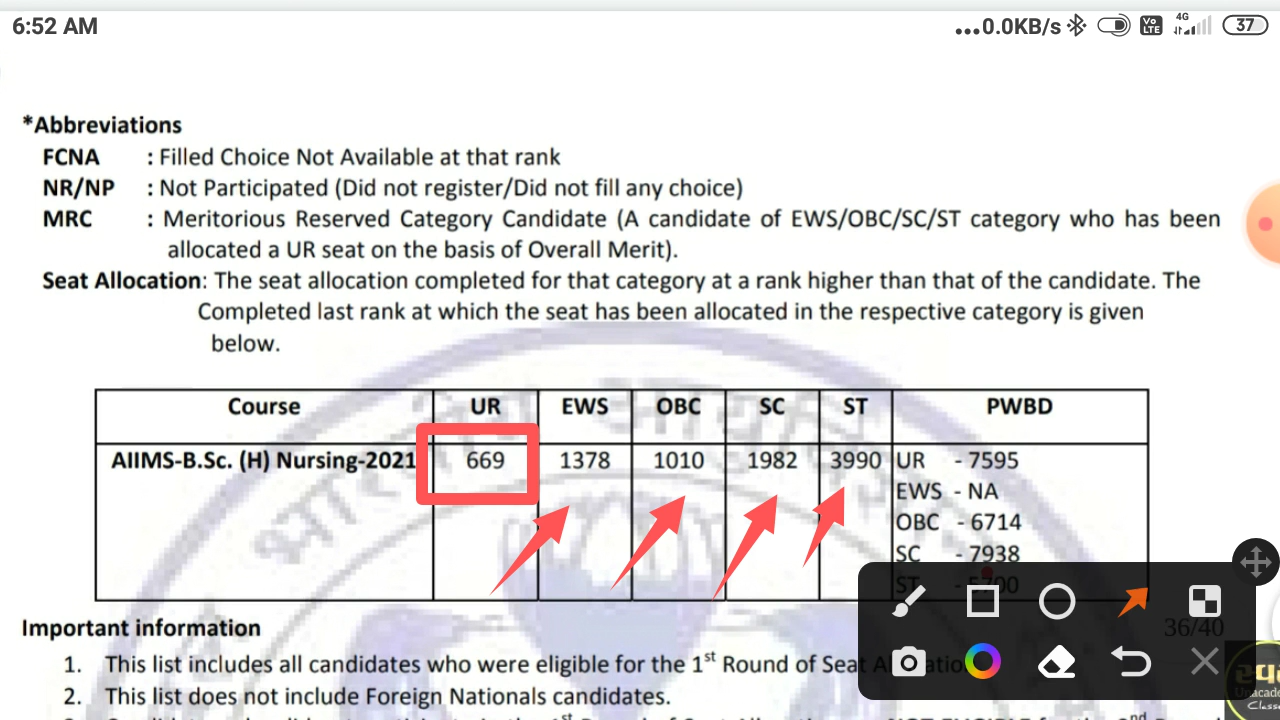 6:52 AM
...0.0KB/s
Vo LTE
4G
37
*Abbreviations
FCNA : Filled Choice Not Available at that rank
NR/NP : Not Participated (Did not register/Did not fill any choice)
MRC : Meritorious Reserved Category Candidate (A candidate of EWS/OBC/SC/ST category who has been
allocated a UR seat on the basis of Overall Merit).
Seat Allocation: The seat allocation completed for that category at a rank higher than that of the candidate. The
Completed last rank at which the seat has been allocated in the respective category is given
below.
Course UR EWS OBC SC ST PWBD
AIIMS-B.Sc. (H) Nursing-2021 669 1378 1010 1982 3990 UR - 7595
EWS - NA
OBC - 6714
SC - 7938
ST
36/40
Important information
1. This list includes all candidates who were eligible for the 1st Round of Seat
2. This list does not include Foreign Nationals candidates.